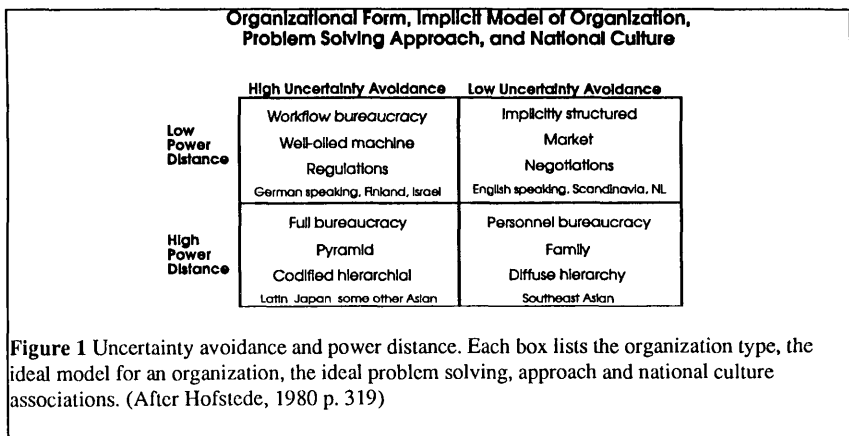 Organizational Form, Implicit Model of Organization,
Problem Solving Approach, and National Culture
High Uncertainty Avoidance Low Uncertainty Avoidance
Low
Power
Distance
Workflow bureaucracy
Well-oiled machine
Regulations
German speaking, Finland, Israel
Implicitly structured
Market
Negotiations
English speaking, Scandinavia, NL
High
Power
Distance
Full bureaucracy
Pyramid
Codified hierarchial
Latin Japan some other Asian
Personnel bureaucracy
Family
Diffuse hierarchy
Southeast Asian
Figure 1 Uncertainty avoidance and power distance. Each box lists the organization type, the
ideal model for an organization, the ideal problem solving, approach and national culture
associations. (After Hofstede, 1980 p. 319)